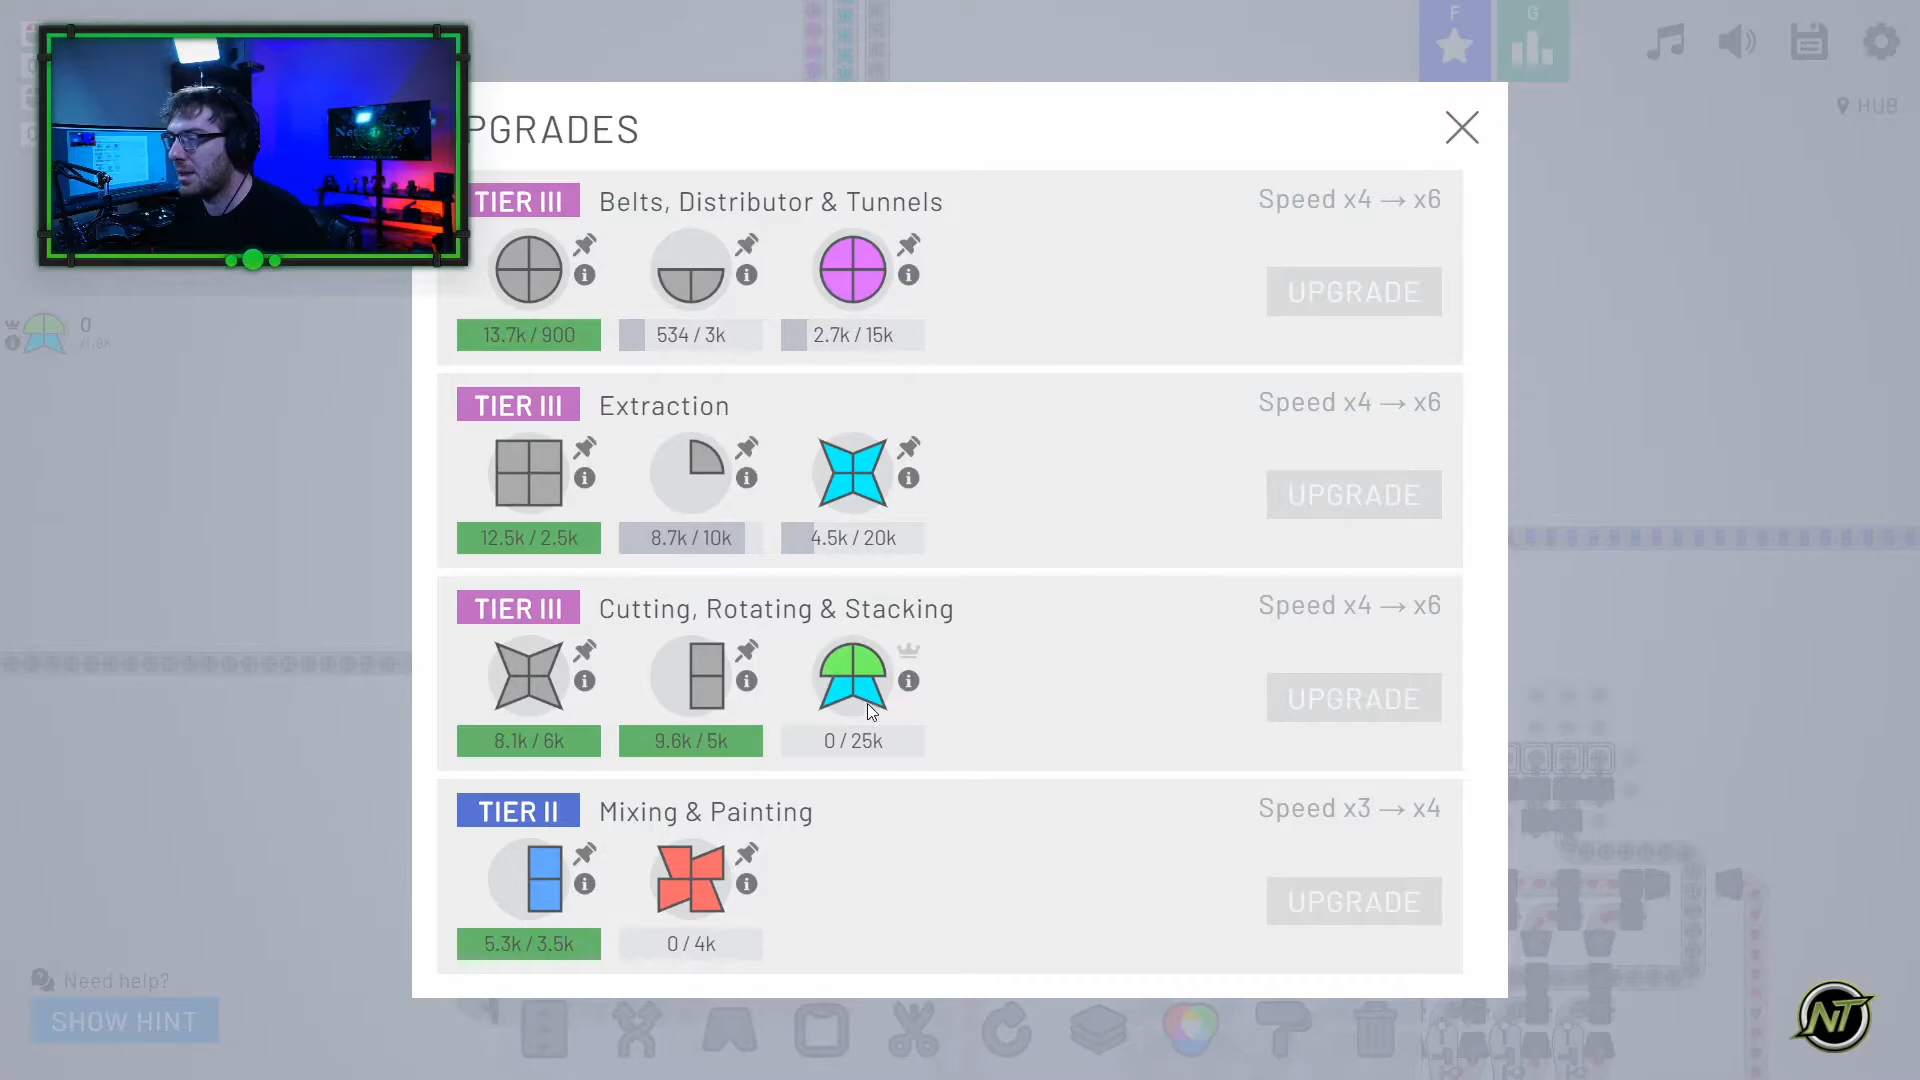 F
G
HUB
PGRADES
TIER III
Belts, Distributor & Tunnels
Speed x4 → x6
13.7k / 900
534 / 3k
2.7k / 15k
UPGRADE
TIER III
Extraction
Speed x4 → x6
12.5k / 2.5k
8.7k / 10k
4.5k / 20k
UPGRADE
TIER III
Cutting, Rotating & Stacking
Speed x4 → x6
8.1k / 6k
9.6k / 5k
0 / 25k
UPGRADE
TIER II
Mixing & Painting
Speed x3 → x4
5.3k / 3.5k
0 / 4k
UPGRADE
0
Need help?
SHOW HINT
NT